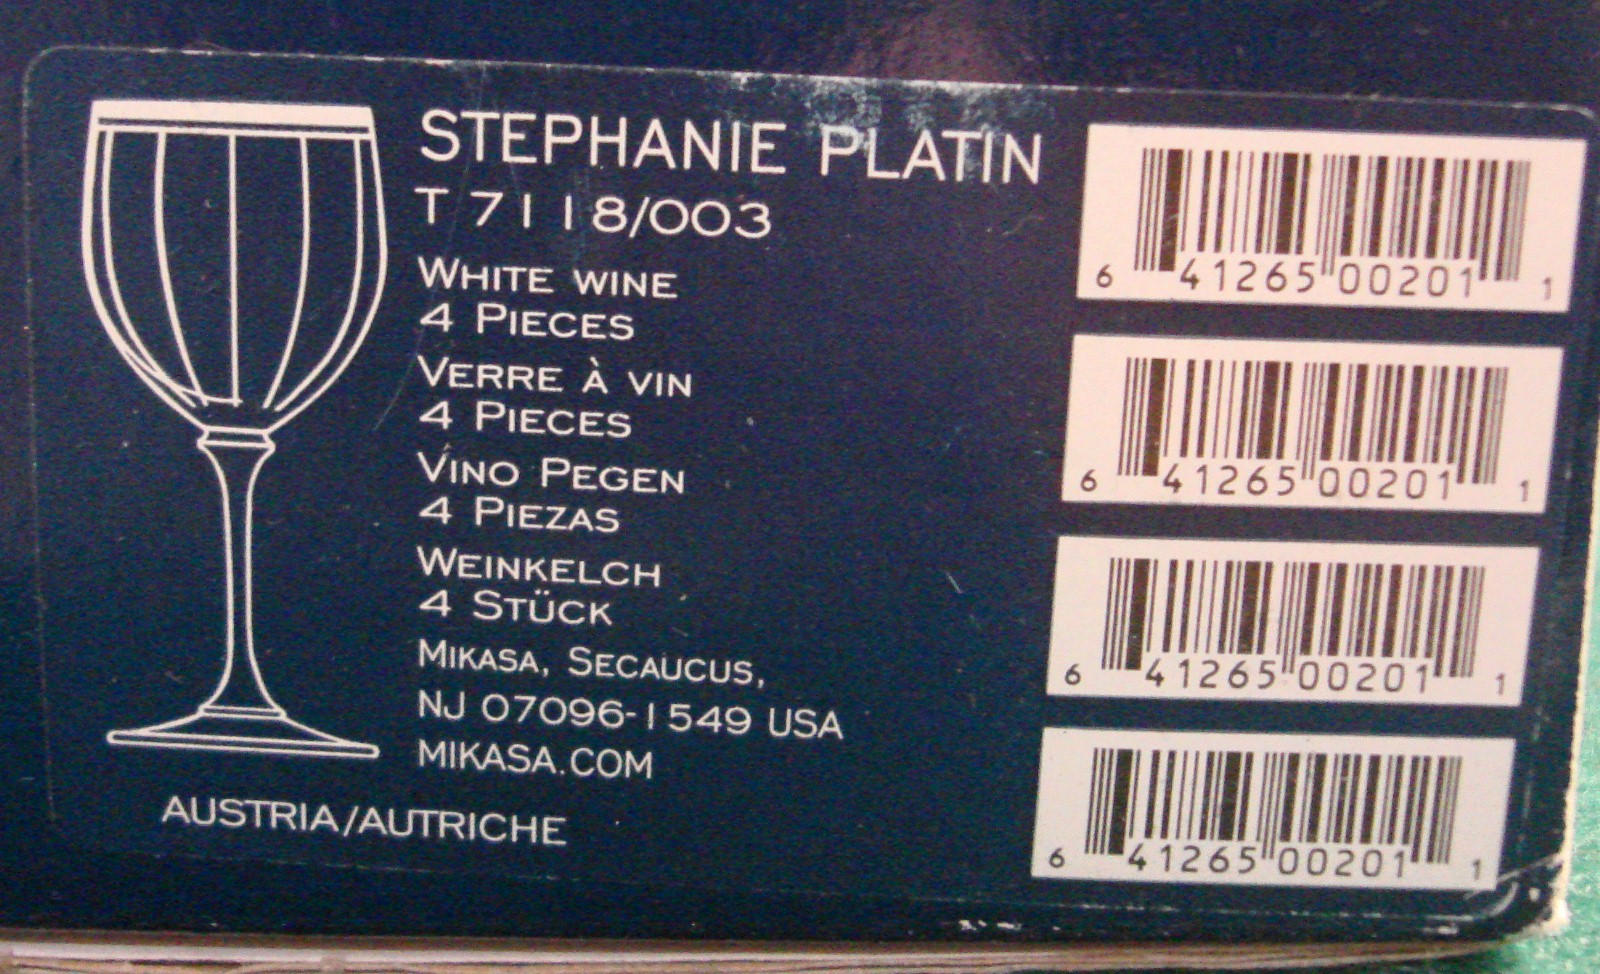 STEPHANIE PLATIN
T 7118/003
WHITE WINE
4 PIECES
VERRE À VIN
4 PIECES
VINO PEGEN
4 PIEZAS
WEINKELCH
4 STÜCK
MIKASA, SECAUCUS,
NJ 07096-1549 USA
MIKASA.COM
AUSTRIA/AUTRICHE
6 41265 00201 1
6 41265 00201 1
6 41265 00201 1
6 41265 00201 1